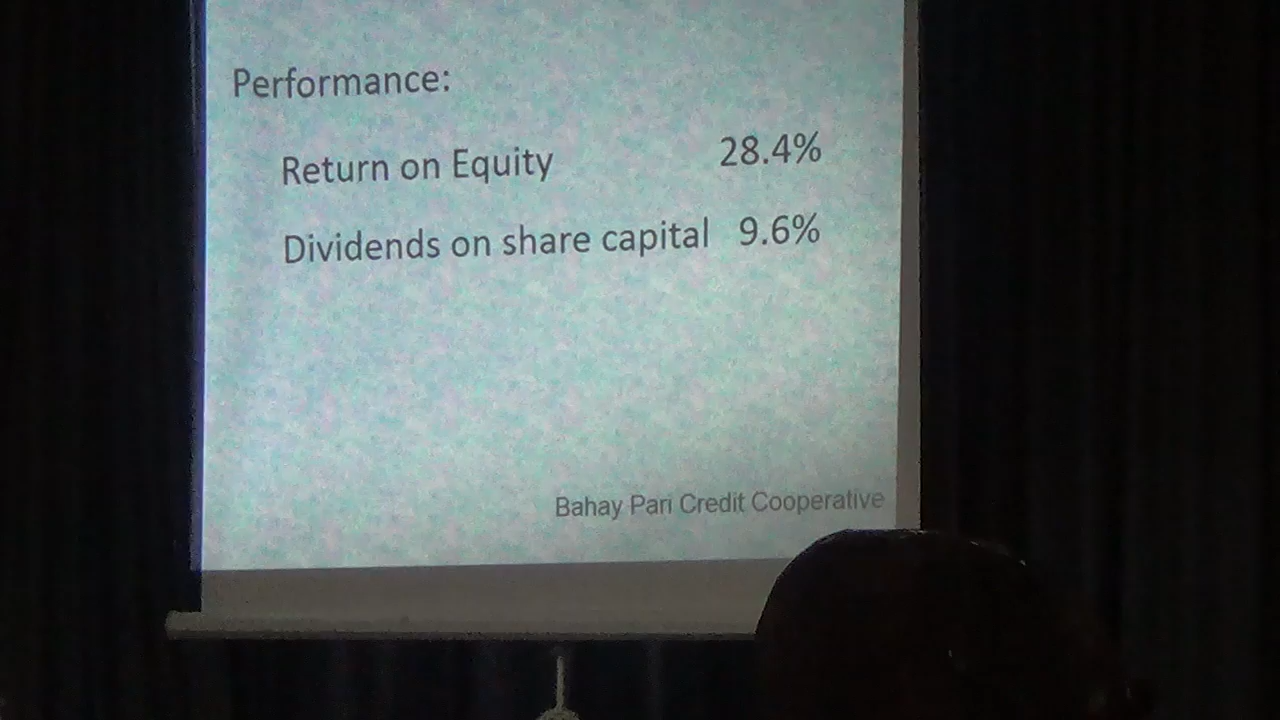 Performance:
Return on Equity 28.4%
Dividends on share capital 9.6%
Bahay Pari Credit Cooperative